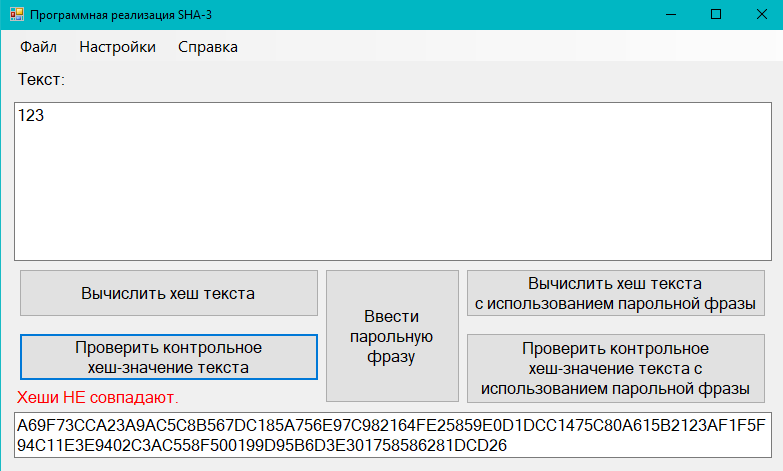 Программная реализация SHA-3
Файл Настройки Справка
Текст:
123
Вычислить хеш текста
Ввести
парольную
фразу
Вычислить хеш текста
с использованием парольной фразы
Проверить контрольное
хеш-значение текста
Проверить контрольное
хеш-значение текста с
использованием парольной фразы
Хеши НЕ совпадают.
A69F73CCA23A9AC5C8B567DC185A756E97C982164FE25859E0D1DCC1475C80A615B2123AF1F5F
94C11E3E9402C3AC558F500199D95B6D3E301758586281DCD26